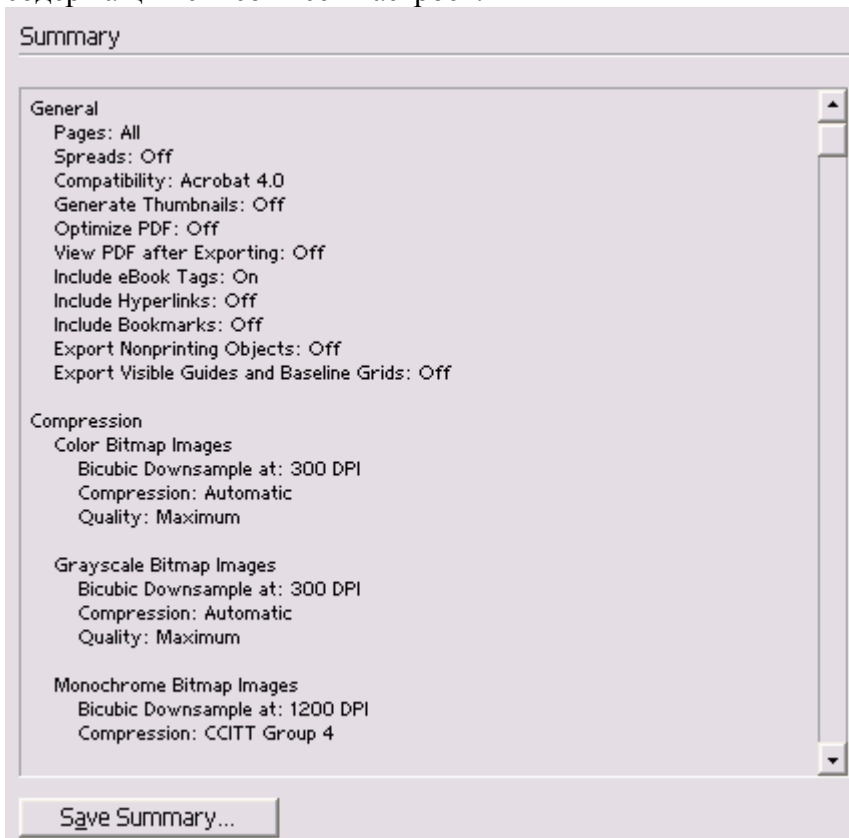 Summary
General
Pages: All
Spreads: Off
Compatibility: Acrobat 4.0
Generate Thumbnails: Off
Optimize PDF: Off
View PDF after Exporting: Off
Include eBook Tags: On
Include Hyperlinks: Off
Include Bookmarks: Off
Export Nonprinting Objects: Off
Export Visible Guides and Baseline Grids: Off
Compression
Color Bitmap Images
Bicubic Downsample at: 300 DPI
Compression: Automatic
Quality: Maximum
Grayscale Bitmap Images
Bicubic Downsample at: 300 DPI
Compression: Automatic
Quality: Maximum
Monochrome Bitmap Images
Bicubic Downsample at: 1200 DPI
Compression: CCITT Group 4
Save Summary...